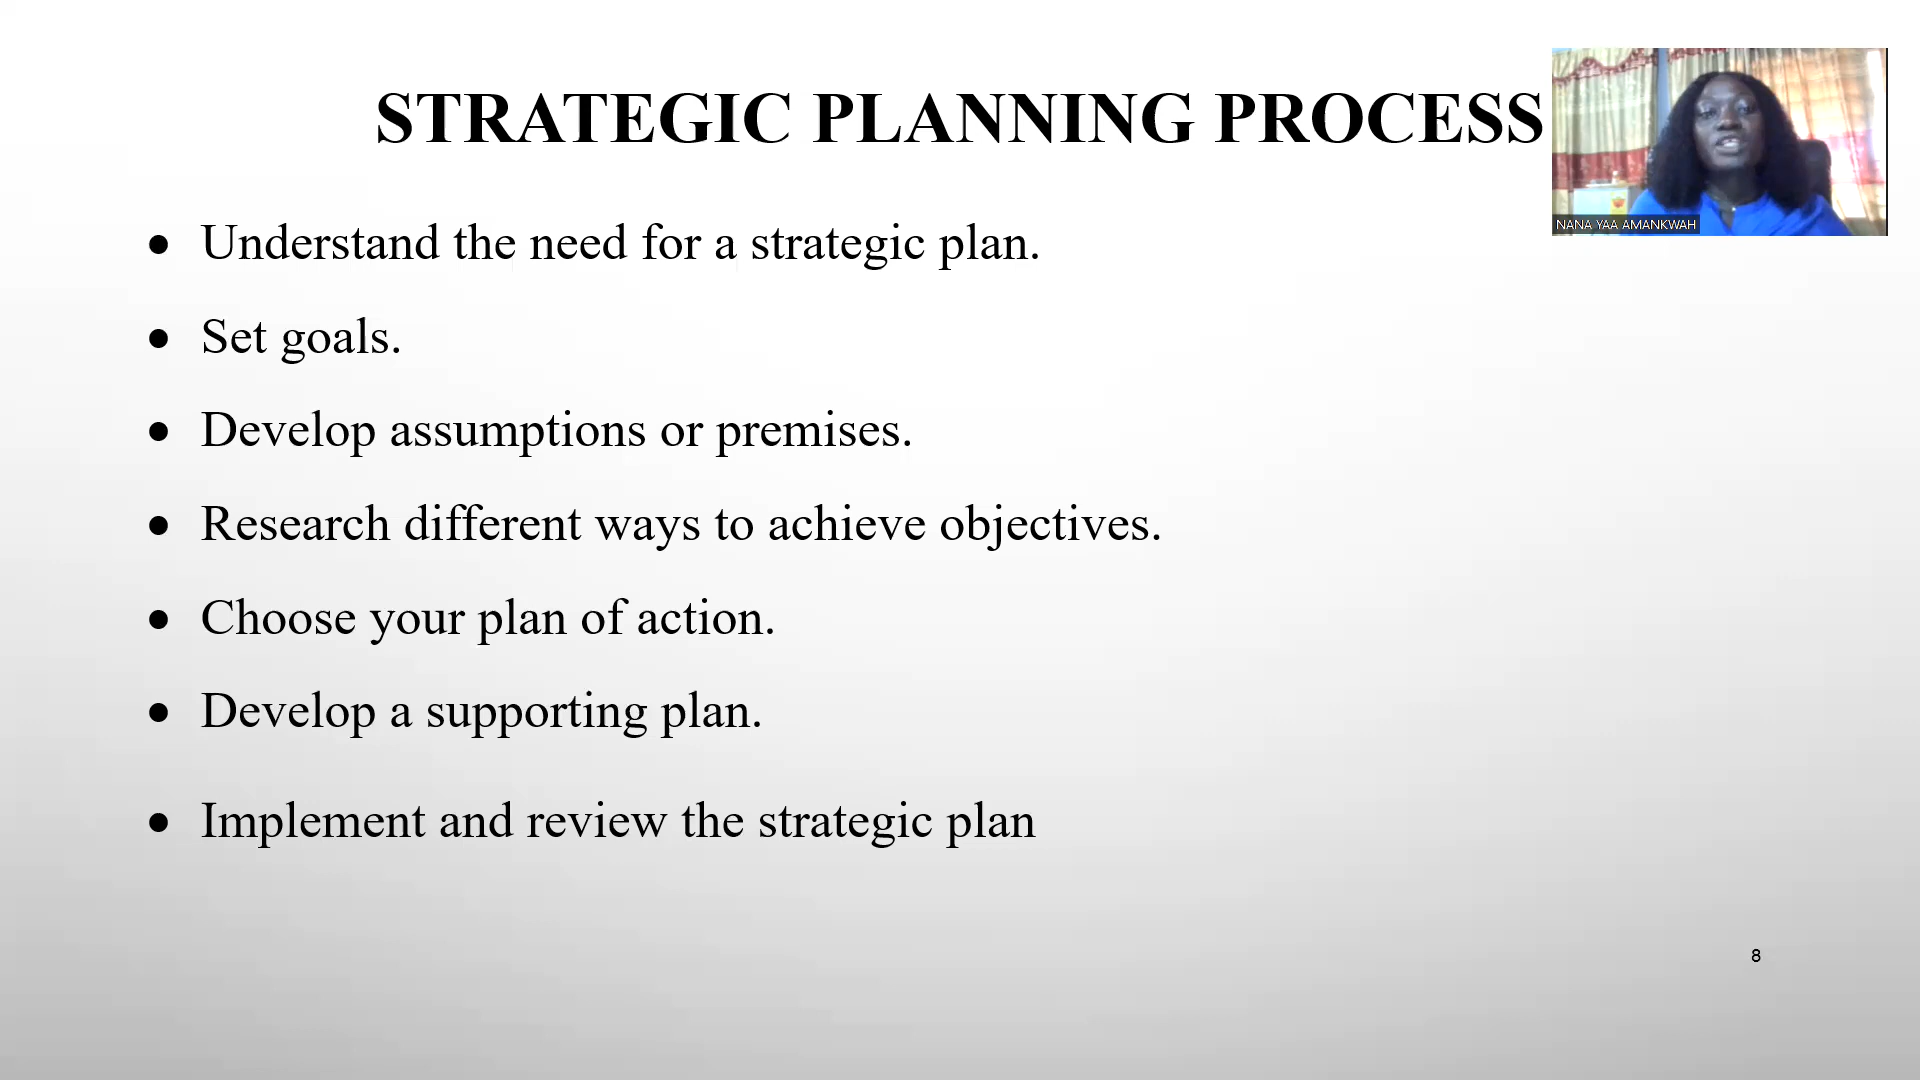 STRATEGIC PLANNING PROCESS
NANA YAA AMANKWAH
• Understand the need for a strategic plan.
• Set goals.
• Develop assumptions or premises.
• Research different ways to achieve objectives.
• Choose your plan of action.
• Develop a supporting plan.
• Implement and review the strategic plan
8